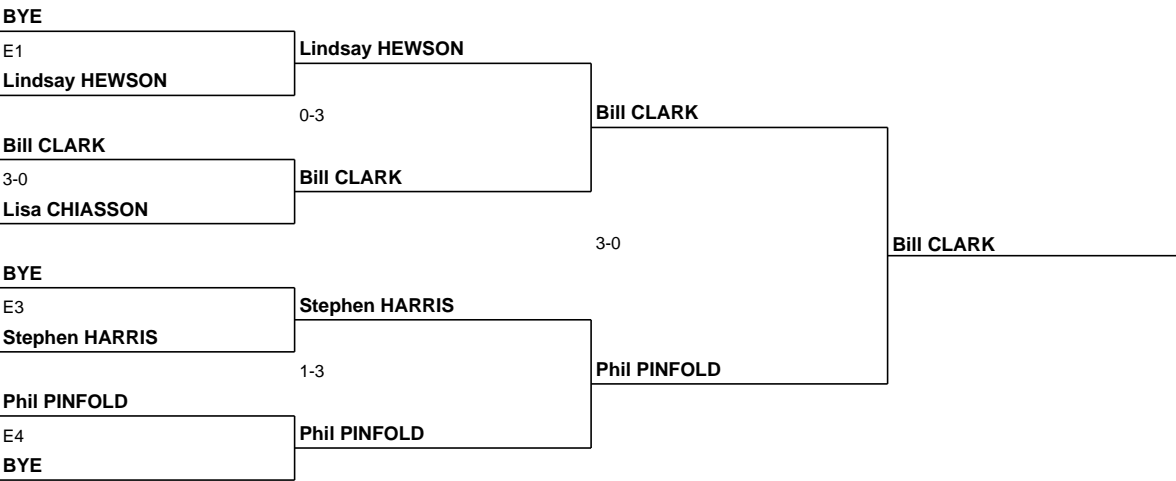 BYE
E1
Lindsay HEWSON
Bill CLARK
3-0
Lisa CHIASSON
BYE
E3
Stephen HARRIS
Phil PINFOLD
E4
BYE
Lindsay HEWSON
0-3
Bill CLARK
Stephen HARRIS
1-3
Phil PINFOLD
Bill CLARK
3-0
Phil PINFOLD
Bill CLARK